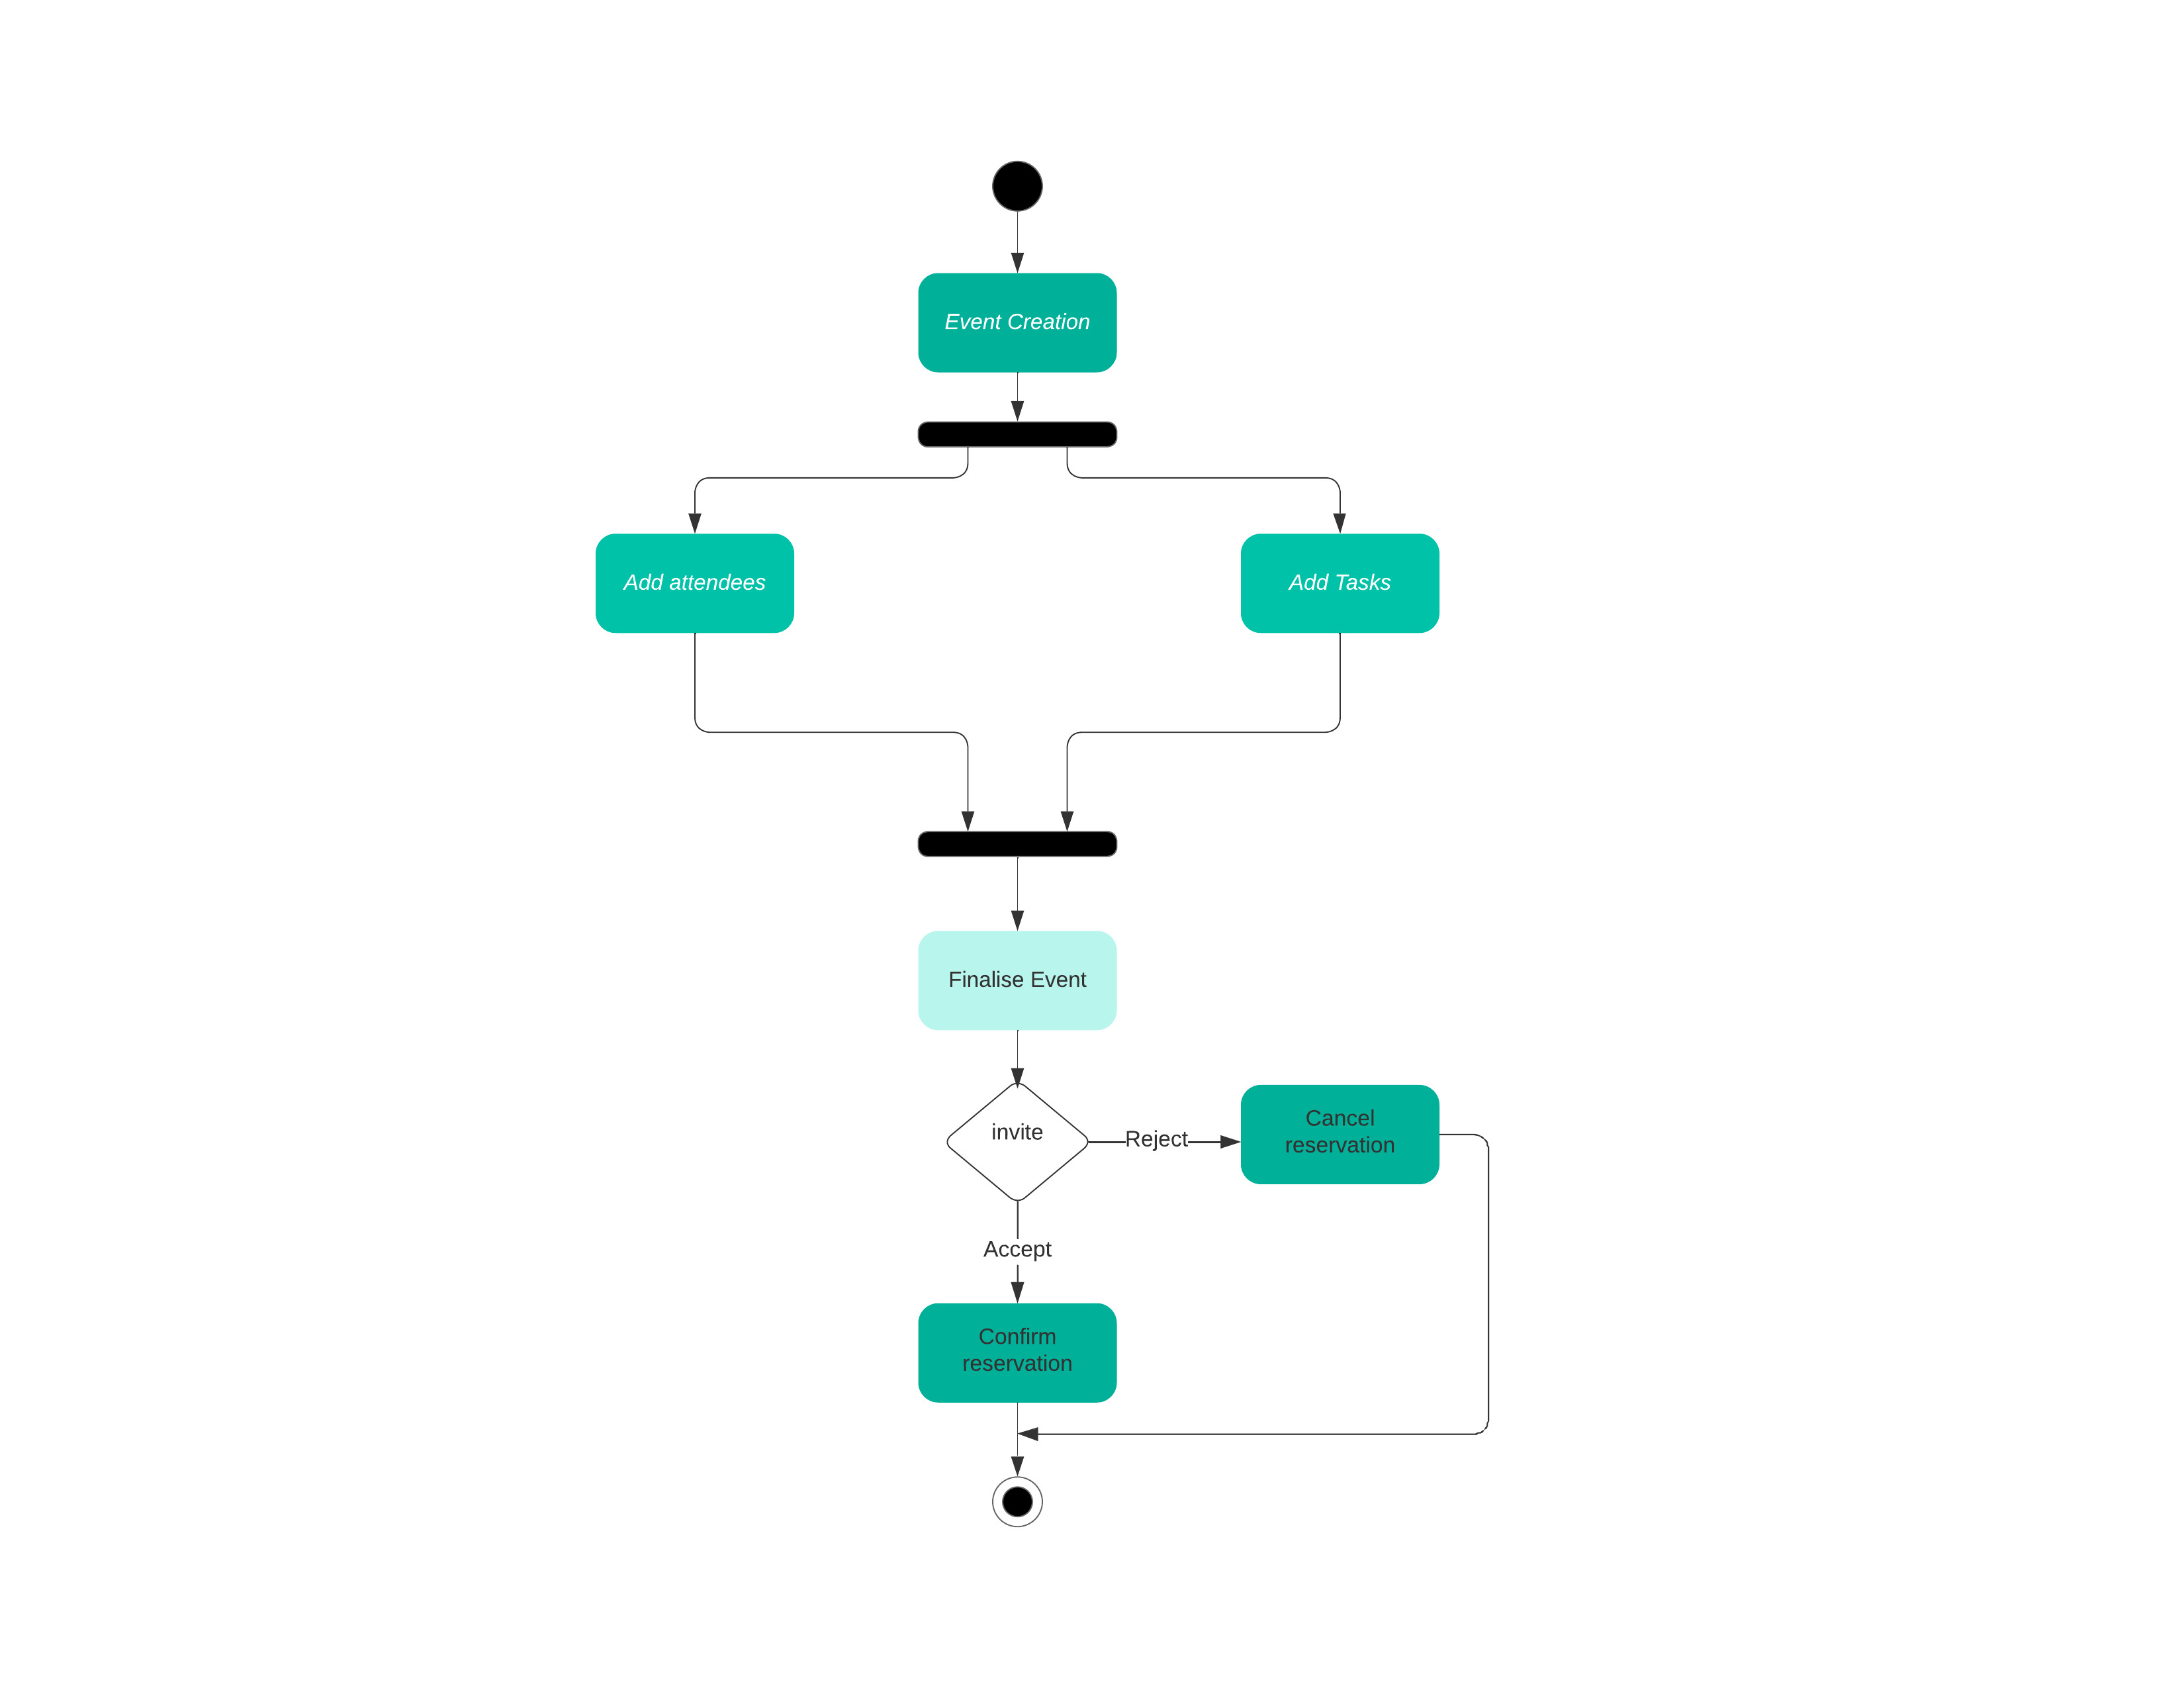 Event Creation
Add attendees
Add Tasks
Finalise Event
invite
Reject
Cancel
reservation
Accept
Confirm
reservation